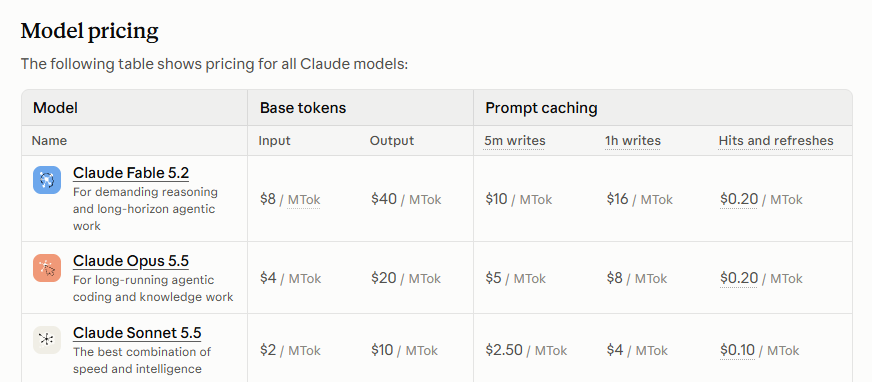 Model pricing
The following table shows pricing for all Claude models:
Model Base tokens Prompt caching
Name Input Output 5m writes 1h writes Hits and refreshes
Claude Fable 5.2
For demanding reasoning
and long-horizon agentic
work
$8 / MTok $40 / MTok $10 / MTok $16 / MTok $0.20 / MTok
Claude Opus 5.5
For long-running agentic
coding and knowledge work
$4 / MTok $20 / MTok $5 / MTok $8 / MTok $0.20 / MTok
Claude Sonnet 5.5
The best combination of
speed and intelligence
$2 / MTok $10 / MTok $2.50 / MTok $4 / MTok $0.10 / MTok